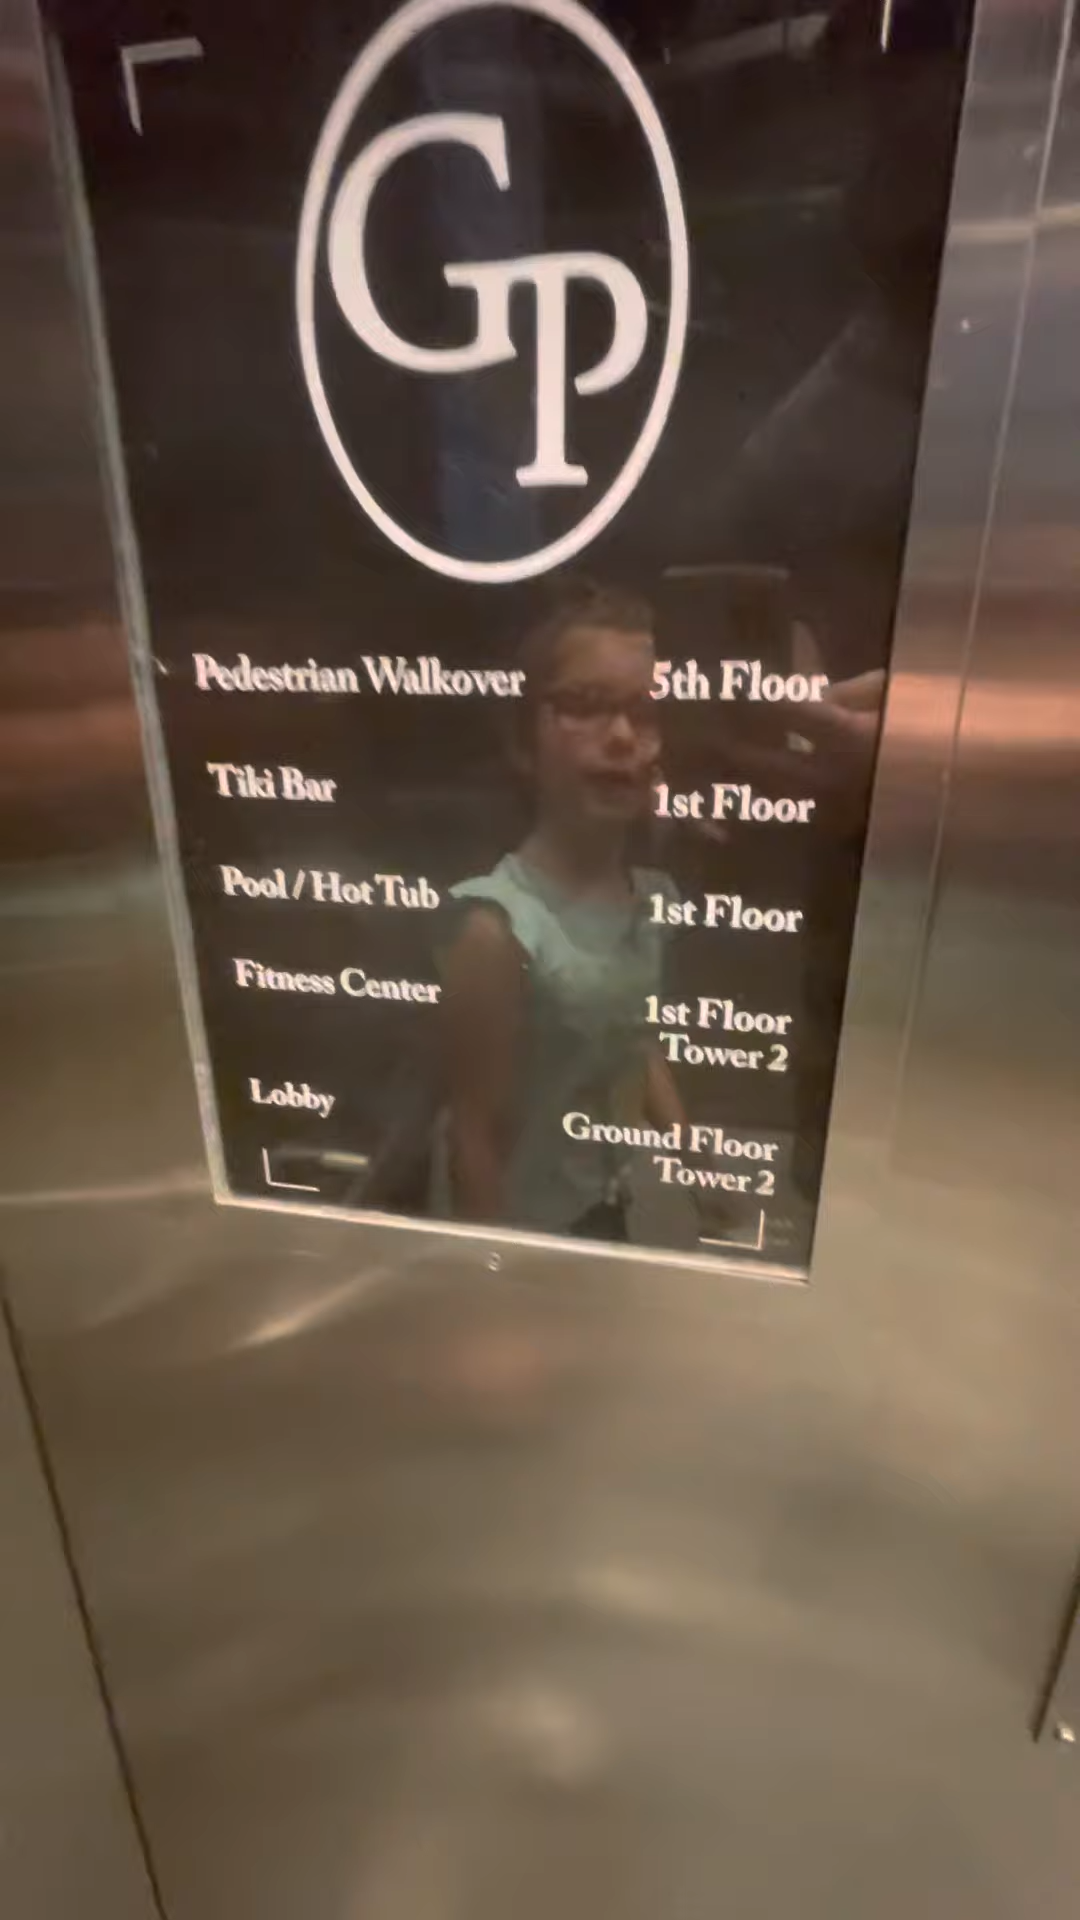 GP
Pedestrian Walkover 5th Floor
Tiki Bar 1st Floor
Pool / Hot Tub 1st Floor
Fitness Center 1st Floor
Tower 2
Lobby Ground Floor
Tower 2